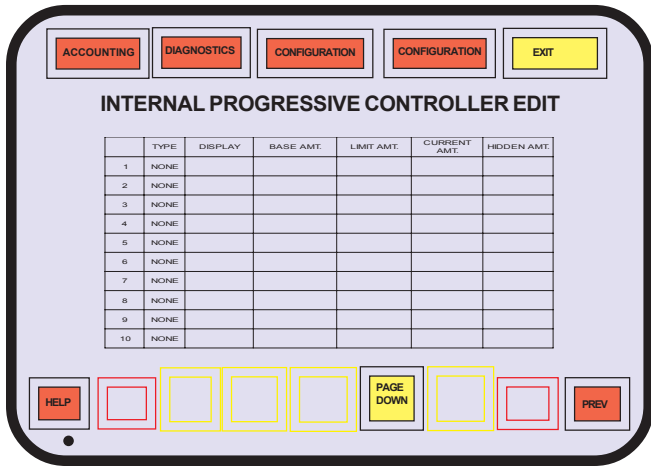 ACCOUNTING DIAGNOSTICS CONFIGURATION CONFIGURATION EXIT
INTERNAL PROGRESSIVE CONTROLLER EDIT
TYPE DISPLAY BASE AMT. LIMIT AMT. CURRENT AMT. HIDDEN AMT.
1 NONE
2 NONE
3 NONE
4 NONE
5 NONE
6 NONE
7 NONE
8 NONE
9 NONE
10 NONE
HELP PAGE DOWN PREV